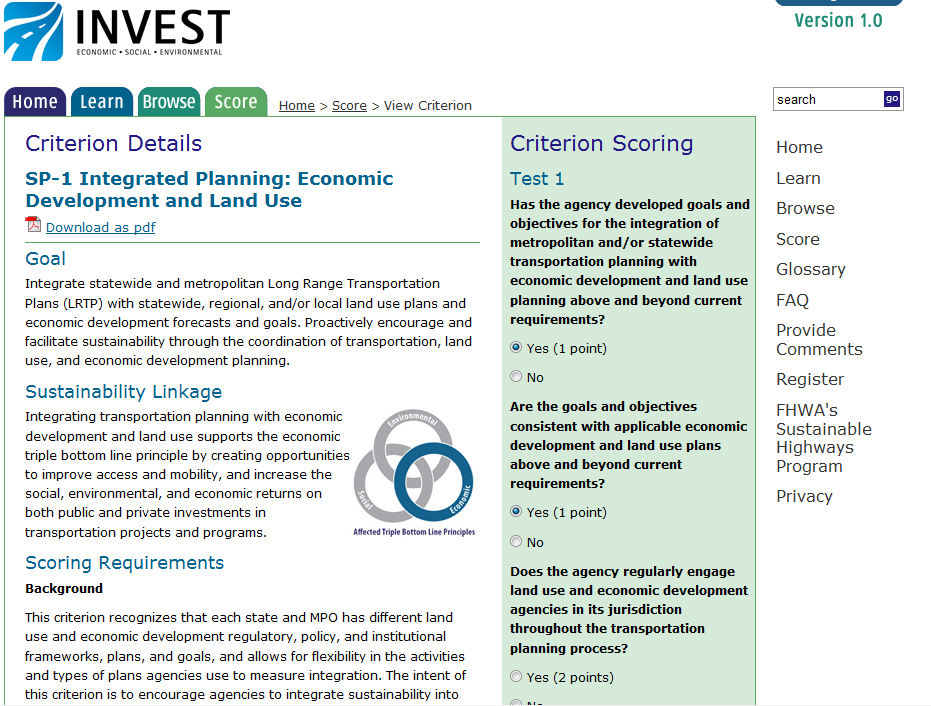 INVEST
ECONOMIC • SOCIAL • ENVIRONMENTAL
Version 1.0
Home
Learn
Browse
Score
Home > Score > View Criterion
search
go
Criterion Details
SP-1 Integrated Planning: Economic
Development and Land Use
Download as pdf
Goal
Integrate statewide and metropolitan Long Range Transportation
Plans (LRTP) with statewide, regional, and/or local land use plans and
economic development forecasts and goals. Proactively encourage and
facilitate sustainability through the coordination of transportation, land
use, and economic development planning.
Sustainability Linkage
Integrating transportation planning with economic
development and land use supports the economic
triple bottom line principle by creating opportunities
to improve access and mobility, and increase the
social, environmental, and economic returns on
both public and private investments in
transportation projects and programs.
Environmental
Social
Economic
Affected Triple Bottom Line Principles
Scoring Requirements
Background
This criterion recognizes that each state and MPO has different land
use and economic development regulatory, policy, and institutional
frameworks, plans, and goals, and allows for flexibility in the activities
and types of plans agencies use to measure integration. The intent of
this criterion is to encourage agencies to integrate sustainability into
Criterion Scoring
Test 1
Has the agency developed goals and
objectives for the integration of
metropolitan and/or statewide
transportation planning with
economic development and land use
planning above and beyond current
requirements?
Yes (1 point)
No
Are the goals and objectives
consistent with applicable economic
development and land use plans
above and beyond current
requirements?
Yes (1 point)
No
Does the agency regularly engage
land use and economic development
agencies in its jurisdiction
throughout the transportation
planning process?
Yes (2 points)
Home
Learn
Browse
Score
Glossary
FAQ
Provide
Comments
Register
FHWA's
Sustainable
Highways
Program
Privacy